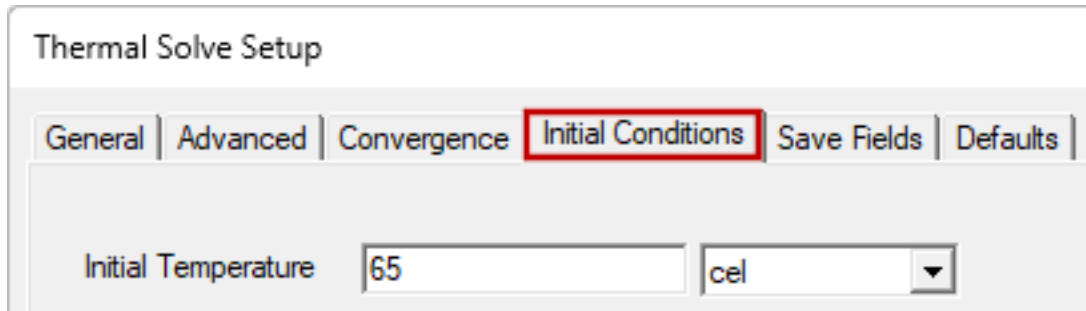 Thermal Solve Setup
General Advanced Convergence Initial Conditions Save Fields Defaults
Initial Temperature 65 cel